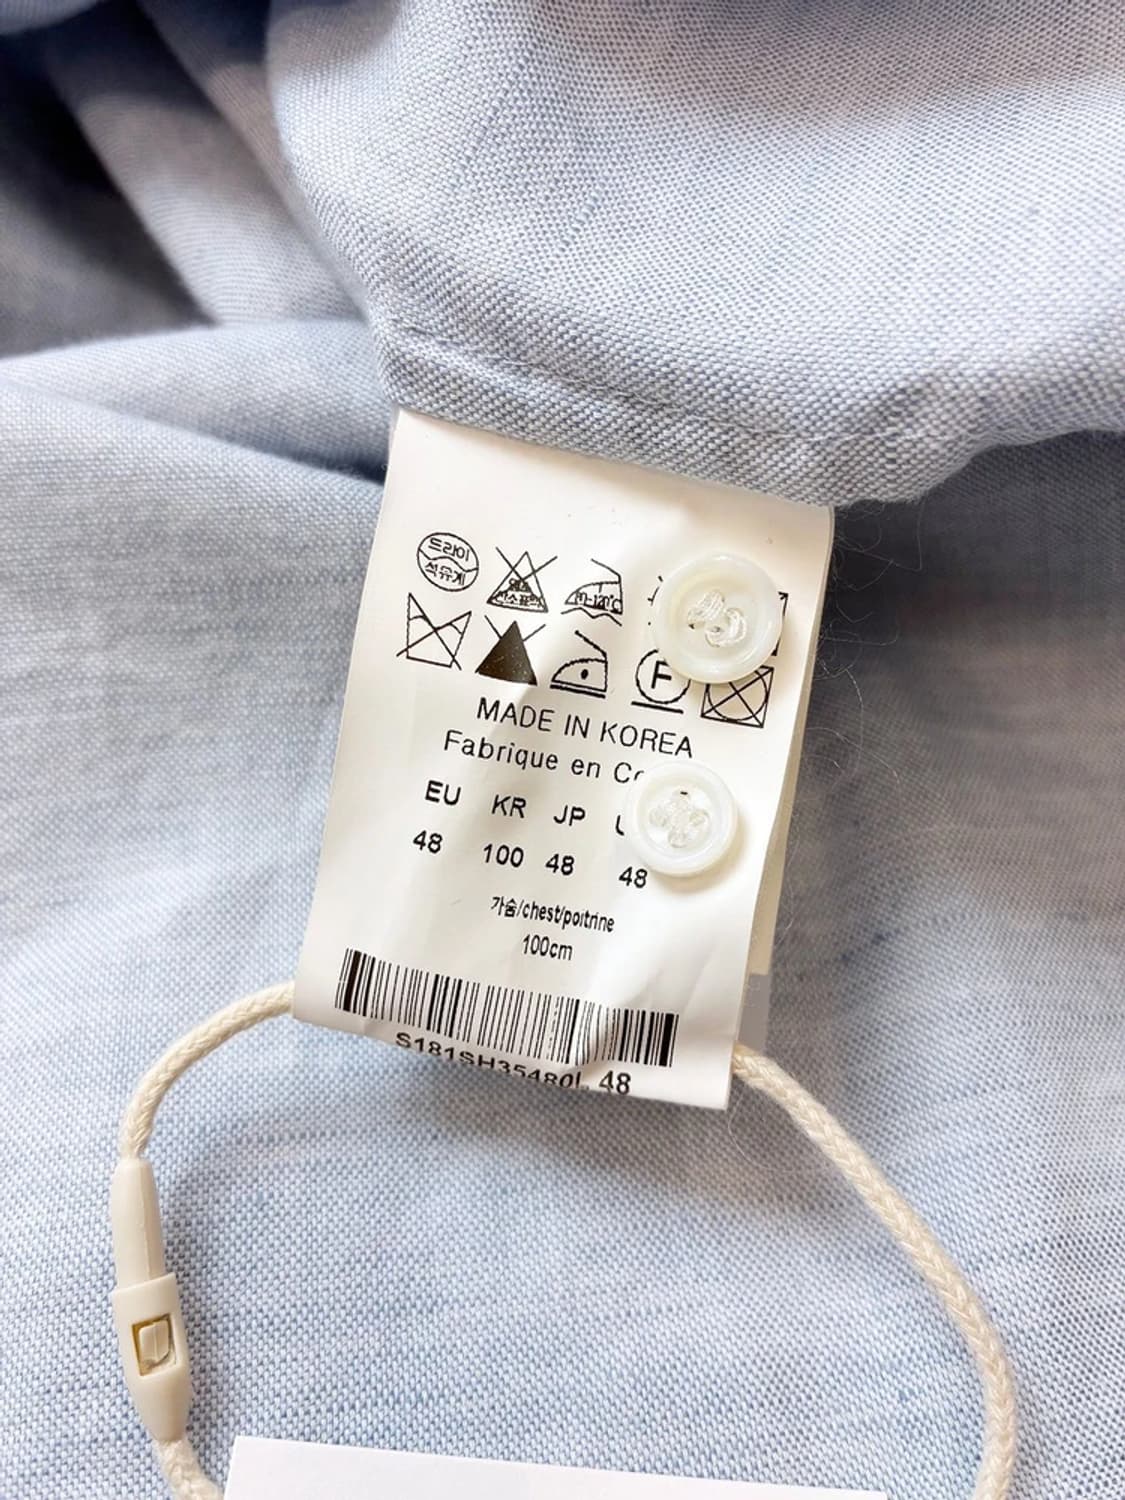 드라이
석유계
염소표백
80~120℃
F
MADE IN KOREA
Fabrique en Co
EU KR JP U
48 100 48 48
가슴/chest/poitrine
100cm
S181SH35480L 48